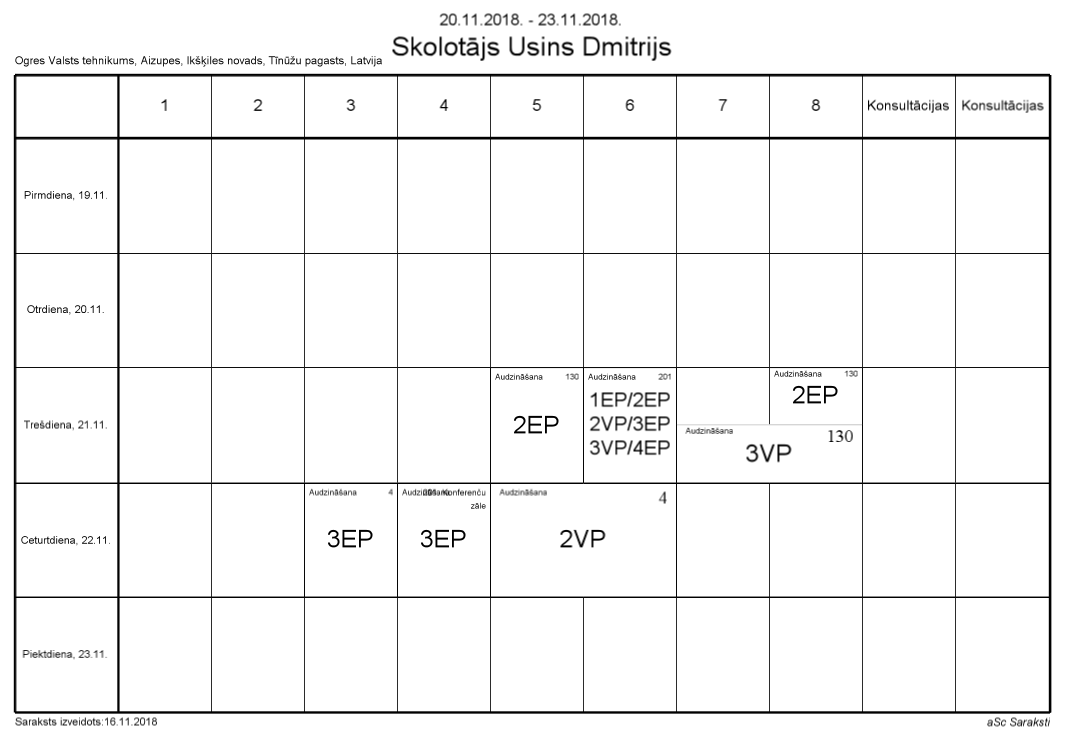 20.11.2018. - 23.11.2018.
Skolotājs Usins Dmitrijs
Ogres Valsts tehnikums, Aizupes, Ikšķiles novads, Tīnūžu pagasts, Latvija
1 2 3 4 5 6 7 8 Konsultācijas Konsultācijas
Pirmdiena, 19.11.
Otrdiena, 20.11.
Trešdiena, 21.11.
Audzināšana 130
2EP
Audzināšana 201
1EP/2EP
2VP/3EP
3VP/4EP
Audzināšana 130
2EP
Audzināšana 130
3VP
Ceturtdiena, 22.11.
Audzināšana 4
3EP
Audzināšana Konferenču
zāle
3EP
Audzināšana 4
2VP
Piektdiena, 23.11.
Saraksts izveidots:16.11.2018
aSc Saraksti